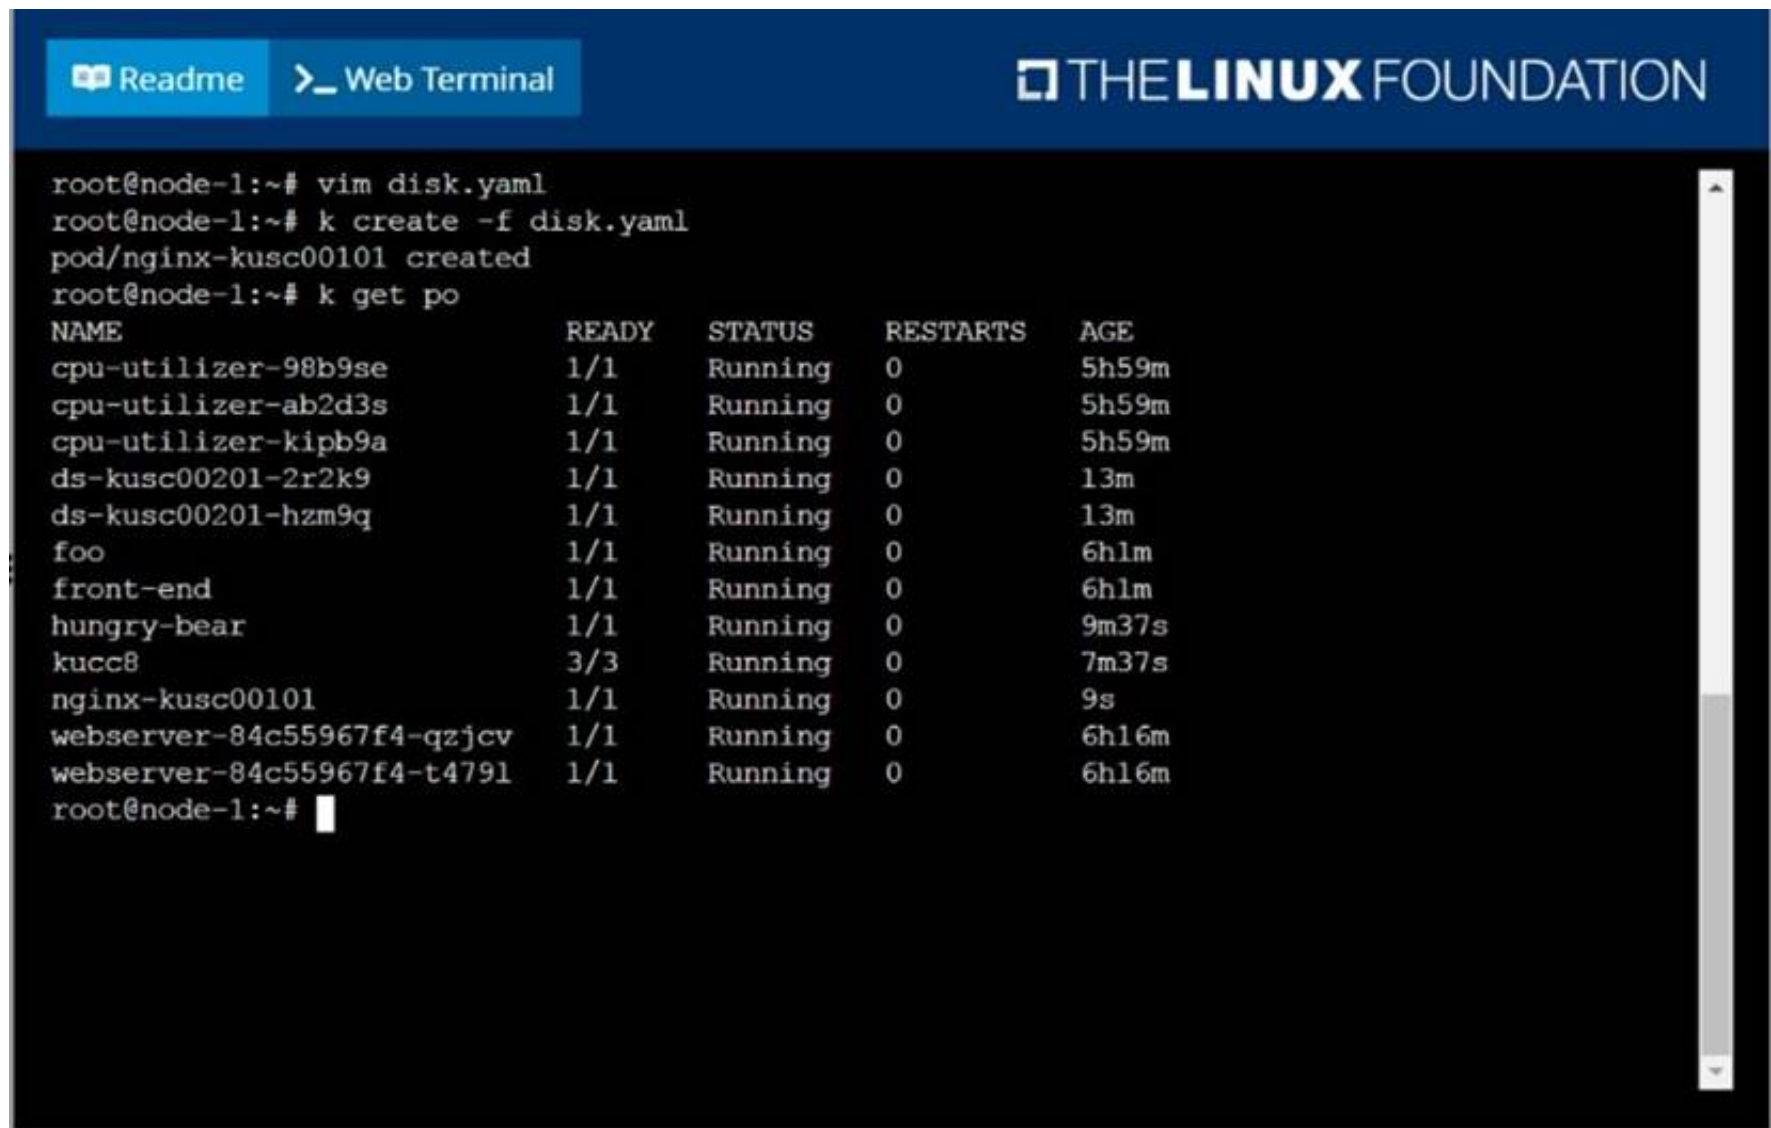 Readme >_ Web Terminal THE LINUX FOUNDATION
root@node-1:~# vim disk.yaml
root@node-1:~# k create -f disk.yaml
pod/nginx-kusc00101 created
root@node-1:~# k get po
NAME READY STATUS RESTARTS AGE
cpu-utilizer-98b9se 1/1 Running 0 5h59m
cpu-utilizer-ab2d3s 1/1 Running 0 5h59m
cpu-utilizer-kipb9a 1/1 Running 0 5h59m
ds-kusc00201-2r2k9 1/1 Running 0 13m
ds-kusc00201-hzm9q 1/1 Running 0 13m
foo 1/1 Running 0 6h1m
front-end 1/1 Running 0 6h1m
hungry-bear 1/1 Running 0 9m37s
kucc8 3/3 Running 0 7m37s
nginx-kusc00101 1/1 Running 0 9s
webserver-84c55967f4-qzjcv 1/1 Running 0 6h16m
webserver-84c55967f4-t479l 1/1 Running 0 6h16m
root@node-1:~#